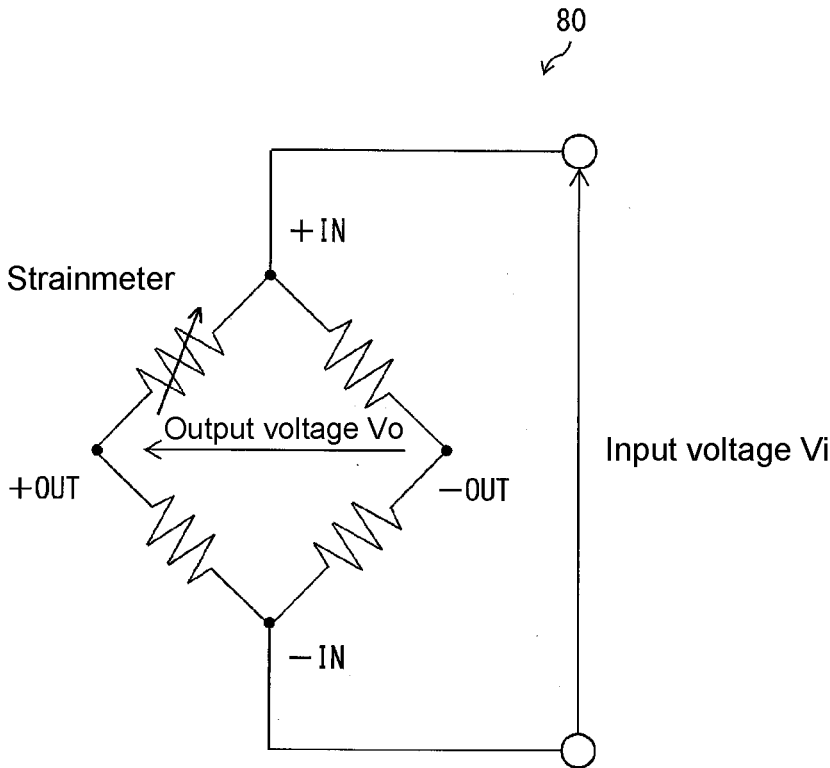 80
+IN
Strainmeter
Output voltage Vo
Input voltage Vi
+OUT
−OUT
−IN